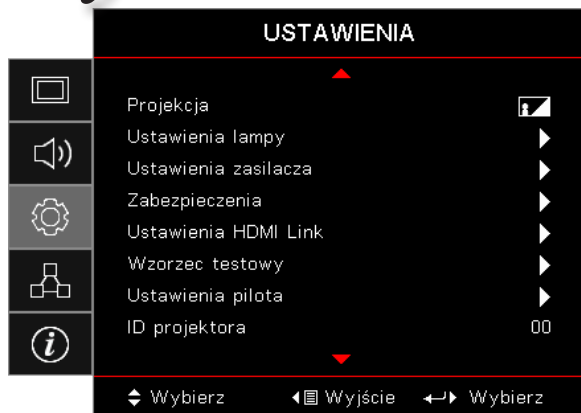 USTAWIENIA
Projekcja
Ustawienia lampy
Ustawienia zasilacza
Zabezpieczenia
Ustawienia HDMI Link
Wzorzec testowy
Ustawienia pilota
ID projektora 00
Wybierz Wyjście Wybierz